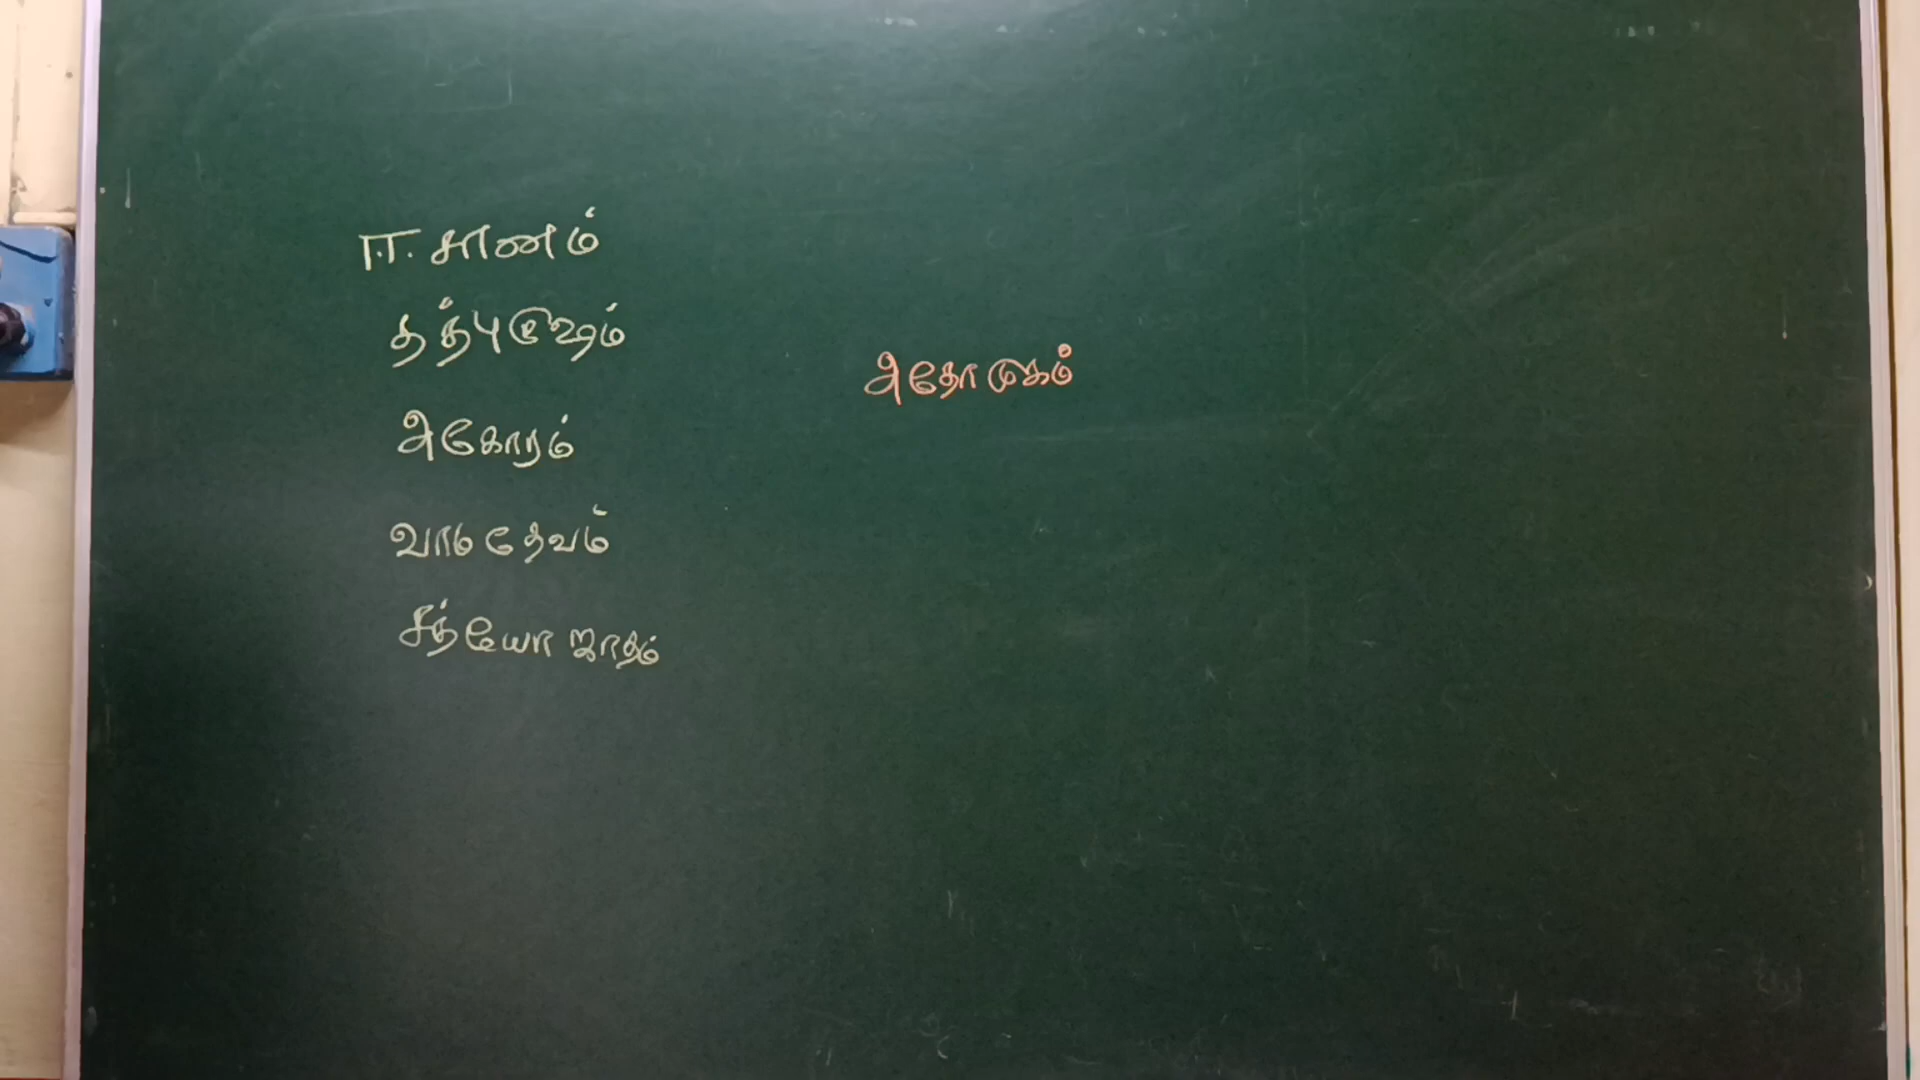 ஈசானம்
தத்புருஷம்
அகோரம்
வாமதேவம்
சத்யோ ஜாதம்
அதோ முகம்